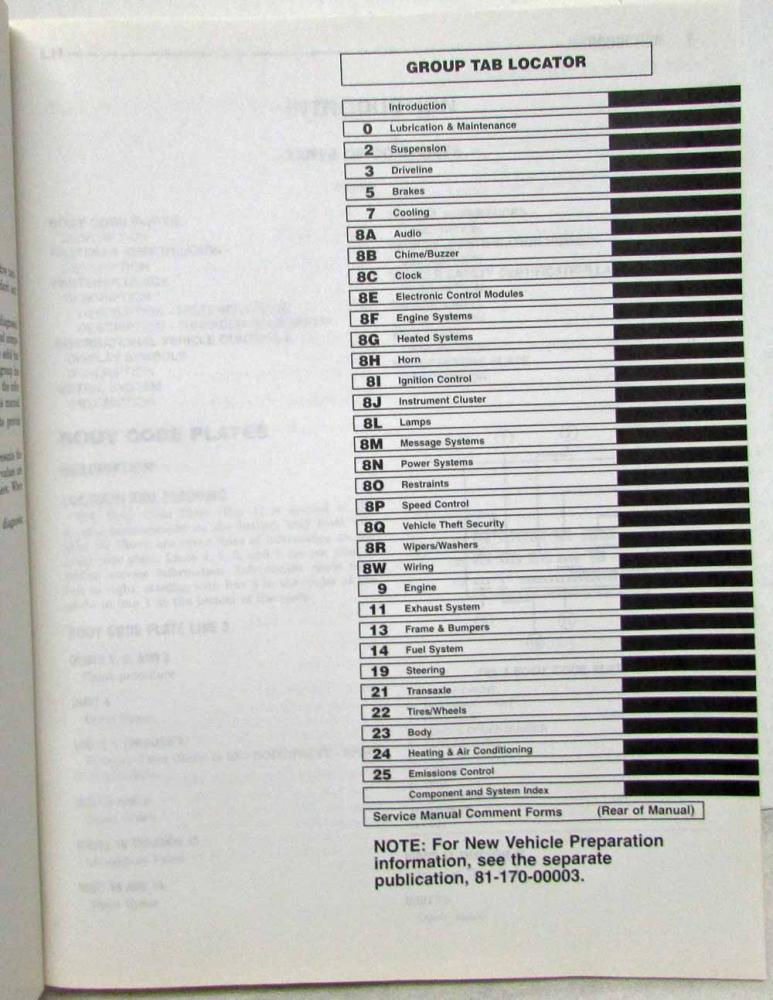 GROUP TAB LOCATOR
Introduction
0 Lubrication & Maintenance
2 Suspension
3 Driveline
5 Brakes
7 Cooling
8A Audio
8B Chime/Buzzer
8C Clock
8E Electronic Control Modules
8F Engine Systems
8G Heated Systems
8H Horn
8I Ignition Control
8J Instrument Cluster
8L Lamps
8M Message Systems
8N Power Systems
8O Restraints
8P Speed Control
8Q Vehicle Theft Security
8R Wipers/Washers
8W Wiring
9 Engine
11 Exhaust System
13 Frame & Bumpers
14 Fuel System
19 Steering
21 Transaxle
22 Tires/Wheels
23 Body
24 Heating & Air Conditioning
25 Emissions Control
Component and System Index
Service Manual Comment Forms (Rear of Manual)
NOTE: For New Vehicle Preparation
information, see the separate
publication, 81-170-00003.